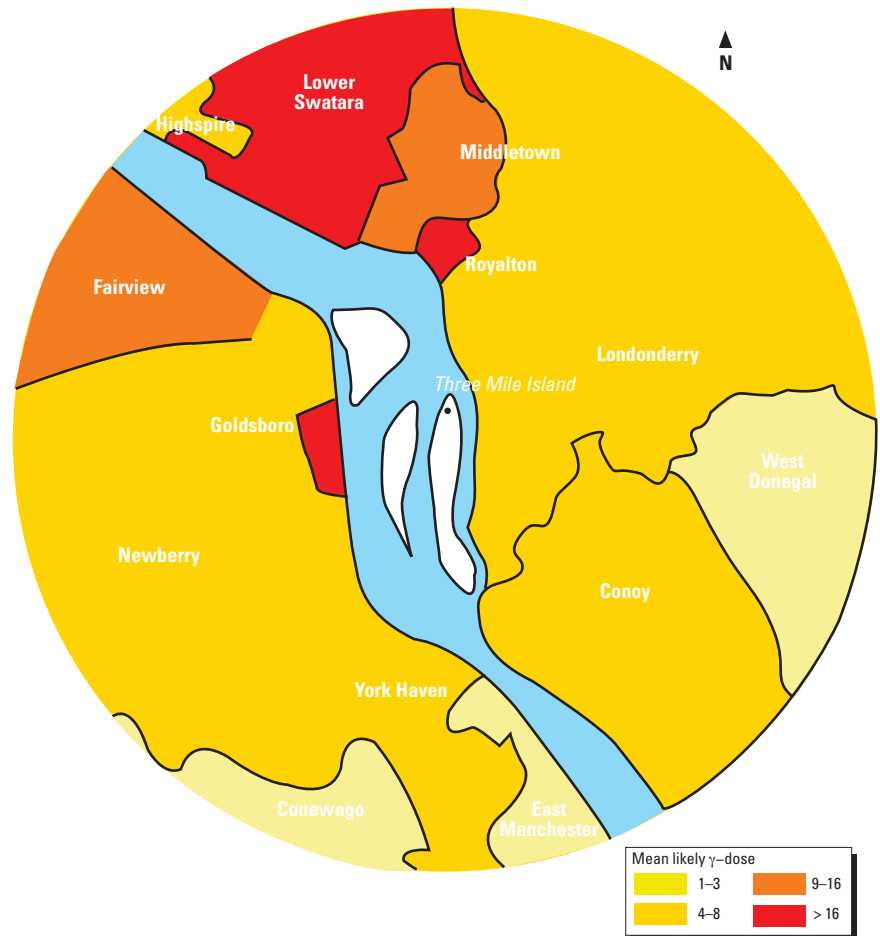 Lower
Swatara
N
Highspire
Middletown
Royalton
Fairview
Londonderry
Three Mile Island
Goldsboro
West
Donegal
Newberry
Conoy
York Haven
Conewago
East
Manchester
Mean likely γ–dose
1–3
9–16
4–8
> 16